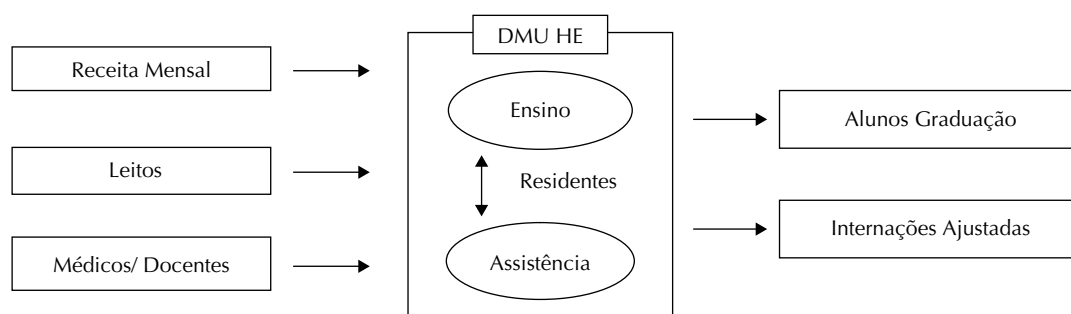 Receita Mensal
Leitos
Médicos/ Docentes
DMU HE
Ensino
Residentes
Assistência
Alunos Graduação
Internações Ajustadas